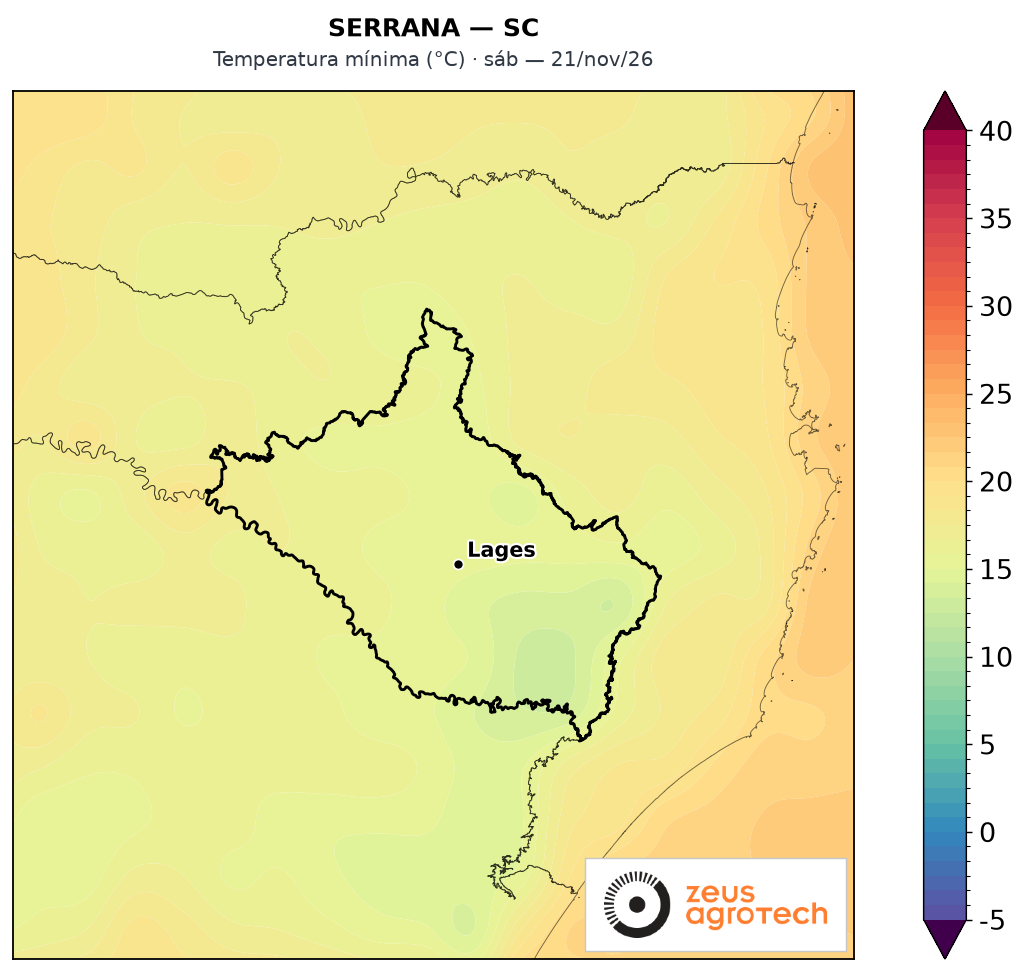 SERRANA — SC
Temperatura mínima (°C) · sáb — 21/nov/26
40
35
30
25
20
15
10
5
0
-5
Lages
zeus
agrotech